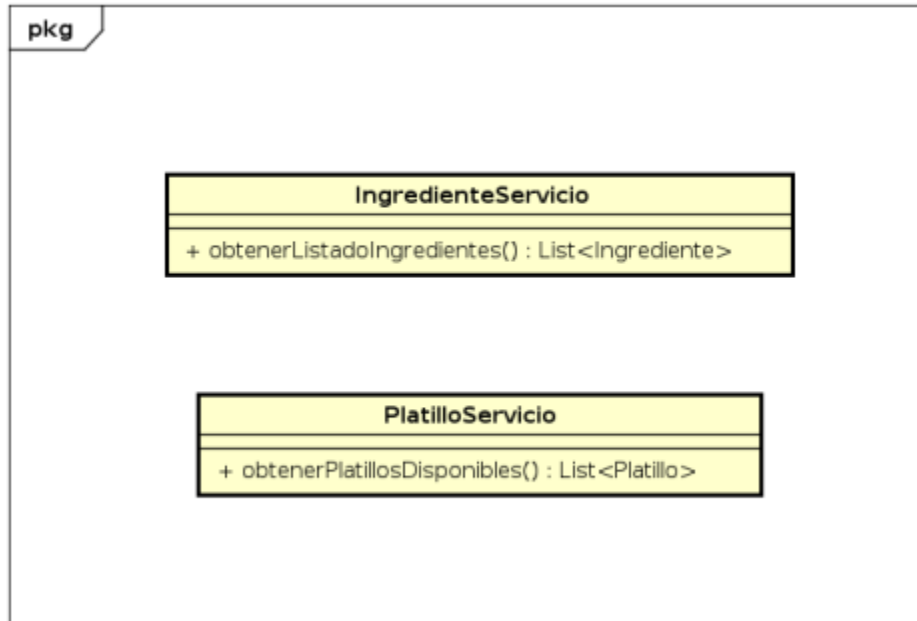 pkg
IngredienteServicio
+ obtenerListadoIngredientes() : List<Ingrediente>
PlatilloServicio
+ obtenerPlatillosDisponibles() : List<Platillo>